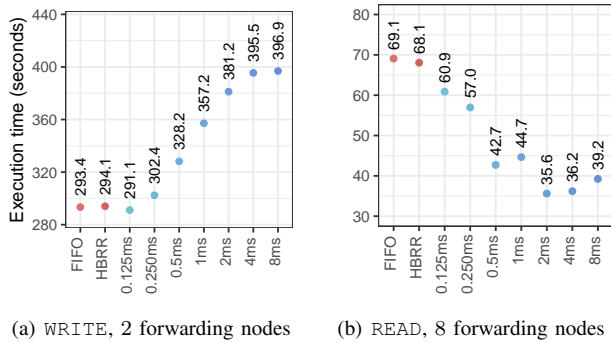 Execution time (seconds)
440
400
360
320
280
293.4
294.1
291.1
302.4
328.2
357.2
381.2
395.5
396.9
FIFO
HBRR
0.125ms
0.250ms
0.5ms
1ms
2ms
4ms
8ms
(a) WRITE, 2 forwarding nodes
80
70
60
50
40
30
69.1
68.1
60.9
57.0
42.7
44.7
35.6
36.2
39.2
FIFO
HBRR
0.125ms
0.250ms
0.5ms
1ms
2ms
4ms
8ms
(b) READ, 8 forwarding nodes